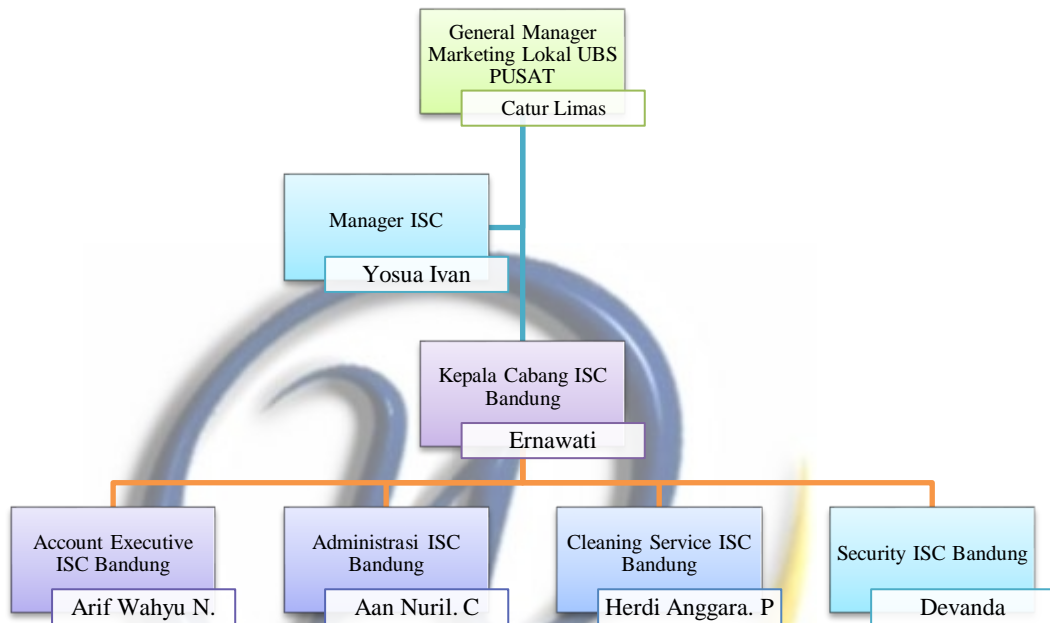 General Manager
Marketing Lokal UBS
PUSAT
Catur Limas
Manager ISC
Yosua Ivan
Kepala Cabang ISC
Bandung
Ernawati
Account Executive
ISC Bandung
Arif Wahyu N.
Administrasi ISC
Bandung
Aan Nuril. C
Cleaning Service ISC
Bandung
Herdi Anggara. P
Security ISC Bandung
Devanda